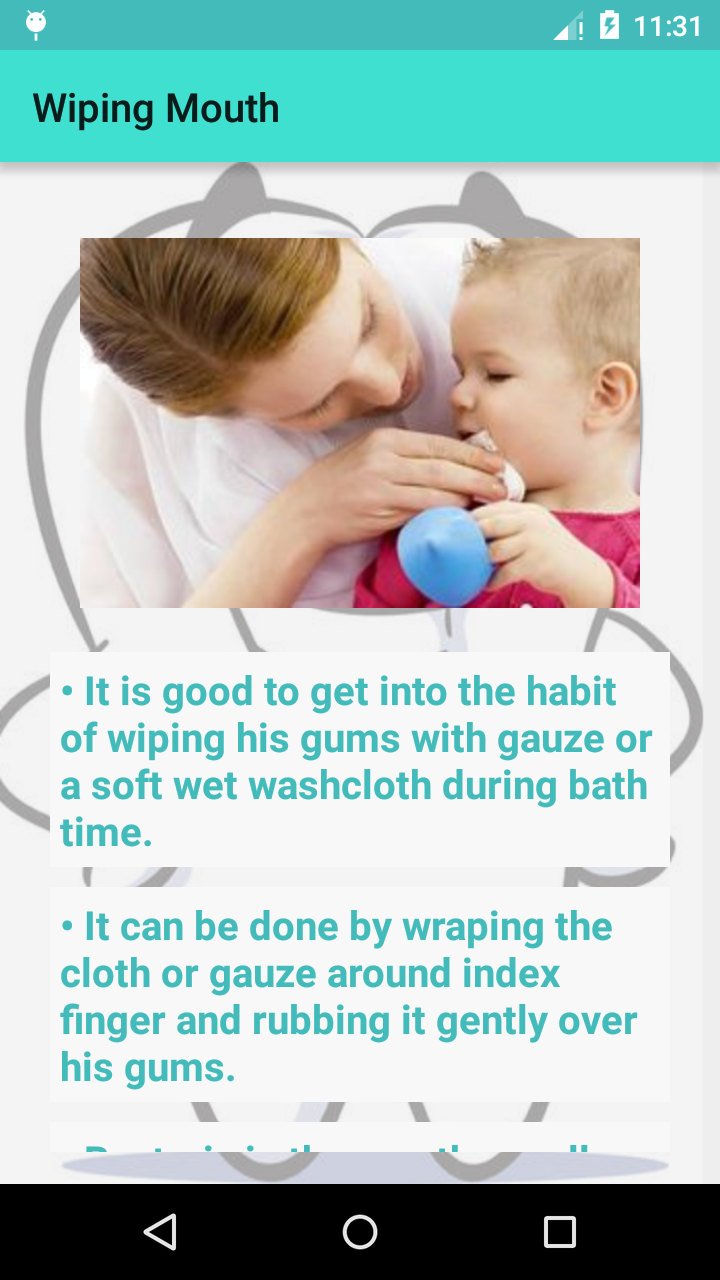 11:31
Wiping Mouth
• It is good to get into the habit
of wiping his gums with gauze or
a soft wet washcloth during bath
time.
• It can be done by wraping the
cloth or gauze around index
finger and rubbing it gently over
his gums.